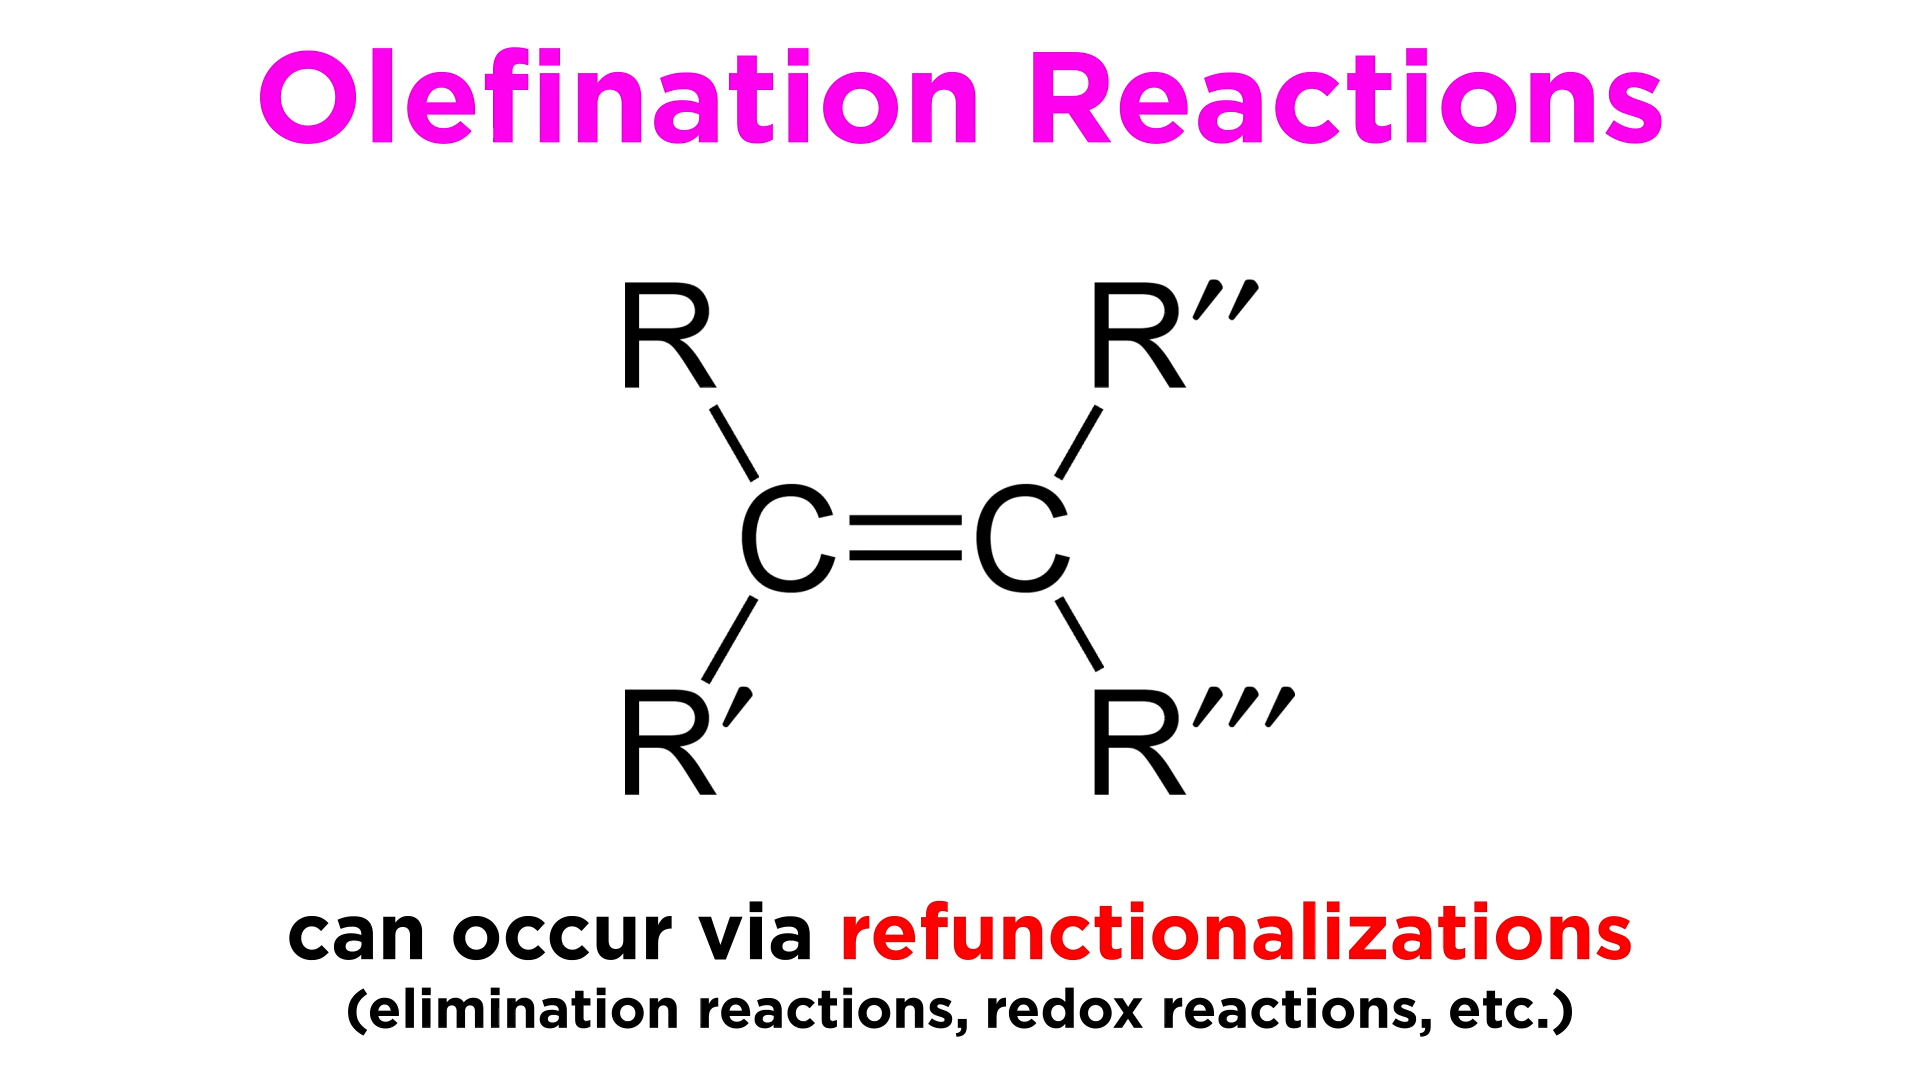 Olefination Reactions
R R′′
C=C
R′ R′′′
can occur via refunctionalizations
(elimination reactions, redox reactions, etc.)